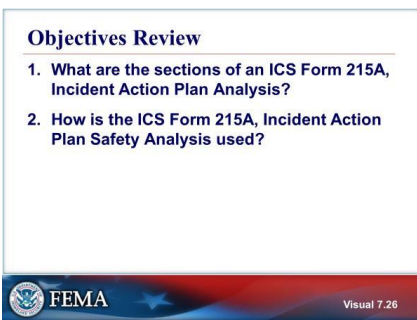 Objectives Review
1. What are the sections of an ICS Form 215A,
Incident Action Plan Analysis?
2. How is the ICS Form 215A, Incident Action
Plan Safety Analysis used?
FEMA
Visual 7.26